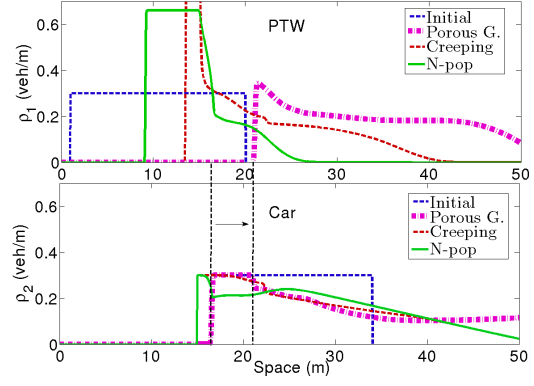 PTW
ρ1 (veh/m)
0.6
0.4
0.2
0
0
10
20
30
40
50
Initial
Porous G.
Creeping
N-pop
Car
ρ2 (veh/m)
0.6
0.4
0.2
0
0
10
20
30
40
50
Space (m)
Initial
Porous G.
Creeping
N-pop